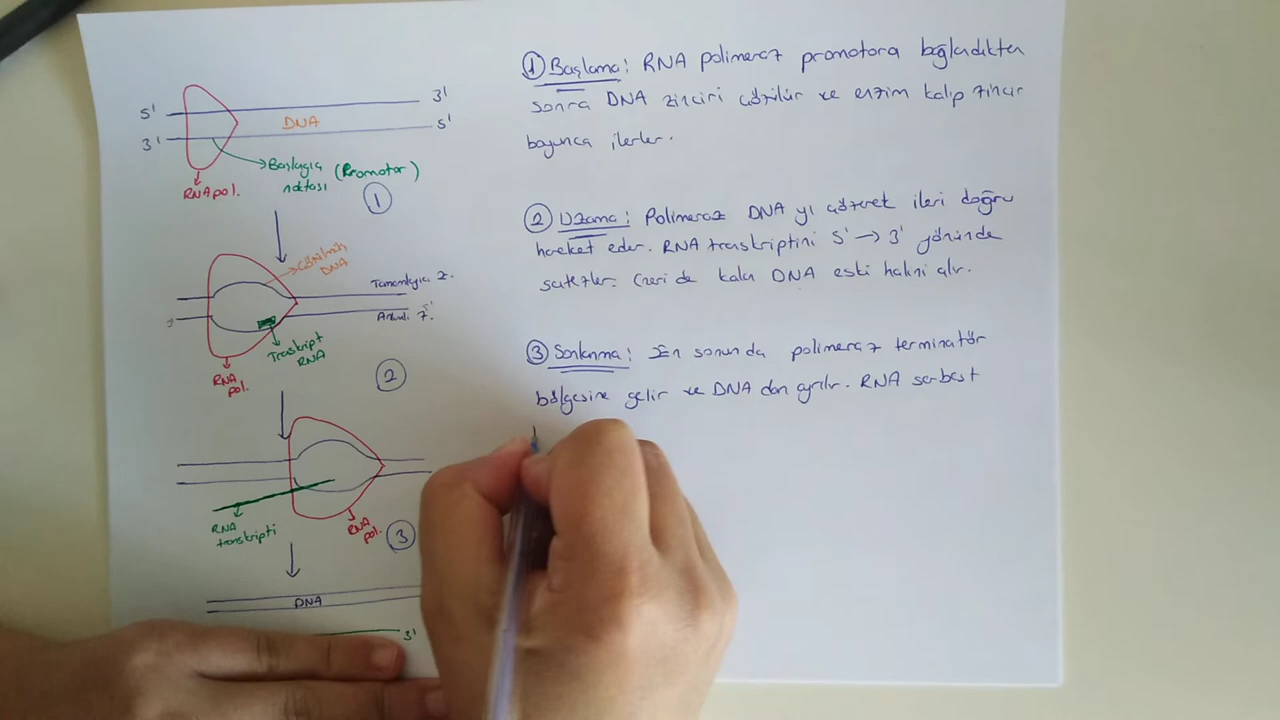 5' 3'
DNA
3' 5'
Başlangıç (Promotor)
noktası
RNA pol.
1
DNA
Tamamlayıcı z.
5'
3'
Transkript
RNA
RNA
pol.
2
RNA
transkripti
RNA
pol.
3
DNA
3'
1 Başlama: RNA polimeraz promotora bağlandıktan
sonra DNA zinciri çözülür ve enzim kalıp zincir
boyunca ilerler.
2 Uzama: Polimeraz DNA yı çözerek ileri doğru
hareket eder. RNA transkriptini 5' → 3' yönünde
sentezler. Geri de kalan DNA eski halini alır.
3 Sonlanma: En sonunda polimeraz terminatör
bölgesine gelir ve DNA dan ayrılır. RNA serbest